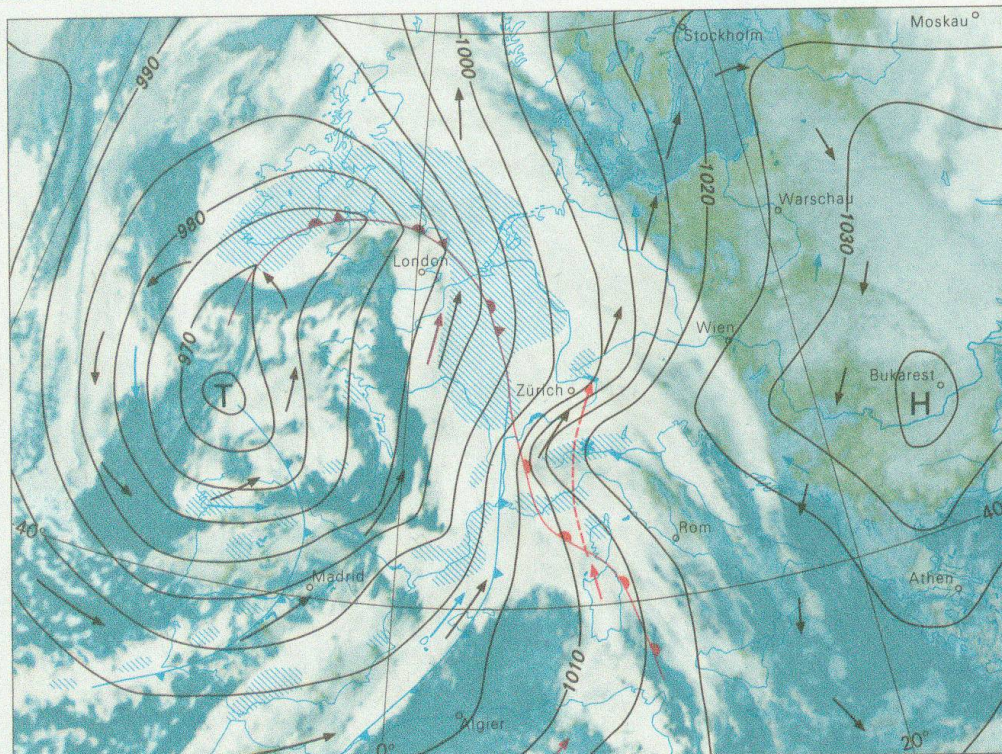 Moskau
Stockholm
990
1000
1020
980
Warschau
1030
London
970
Wien
T
Zürich
Bukarest
H
40°
40
Rom
Madrid
Athen
1010
Algier
0°
20°